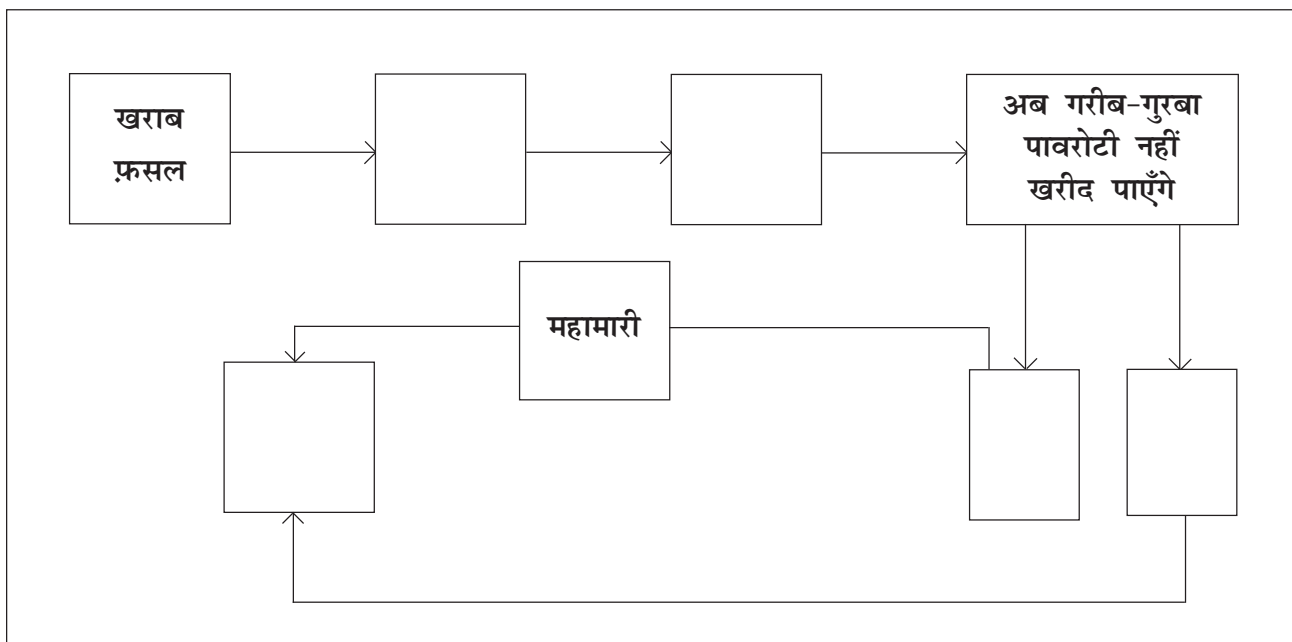 खराब
फ़सल
अब गरीब-गुरबा
पावरोटी नहीं
खरीद पाएँगे
महामारी